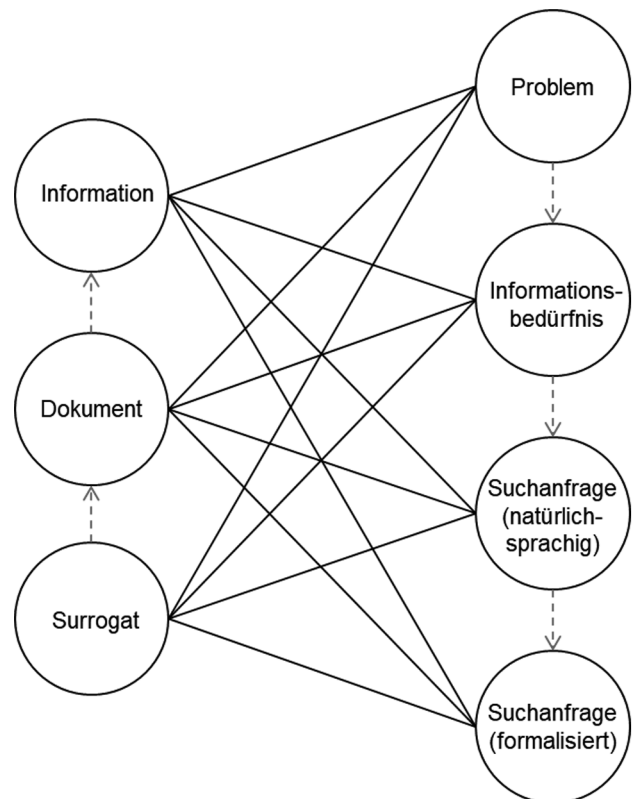 Problem
Information
Informations-
bedürfnis
Dokument
Suchanfrage
(natürlich-
sprachig)
Surrogat
Suchanfrage
(formalisiert)